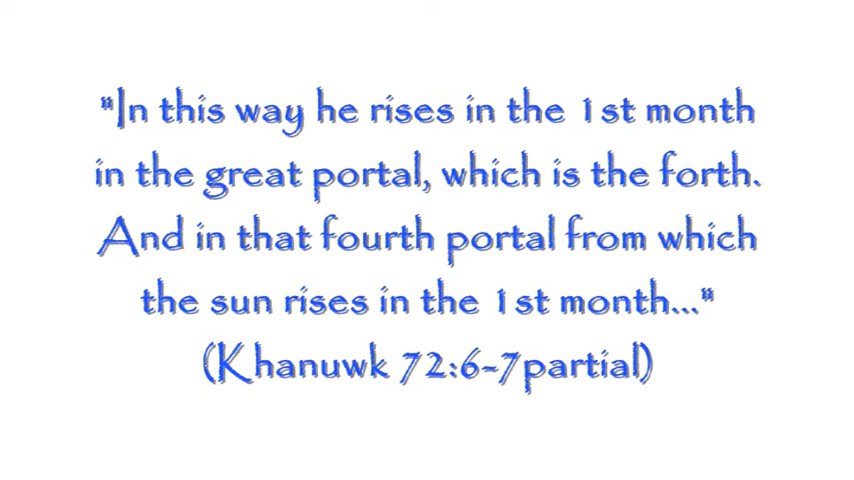 "In this way he rises in the 1st month
in the great portal, which is the forth.
And in that fourth portal from which
the sun rises in the 1st month..."
(Khanuwk 72:6-7partial)